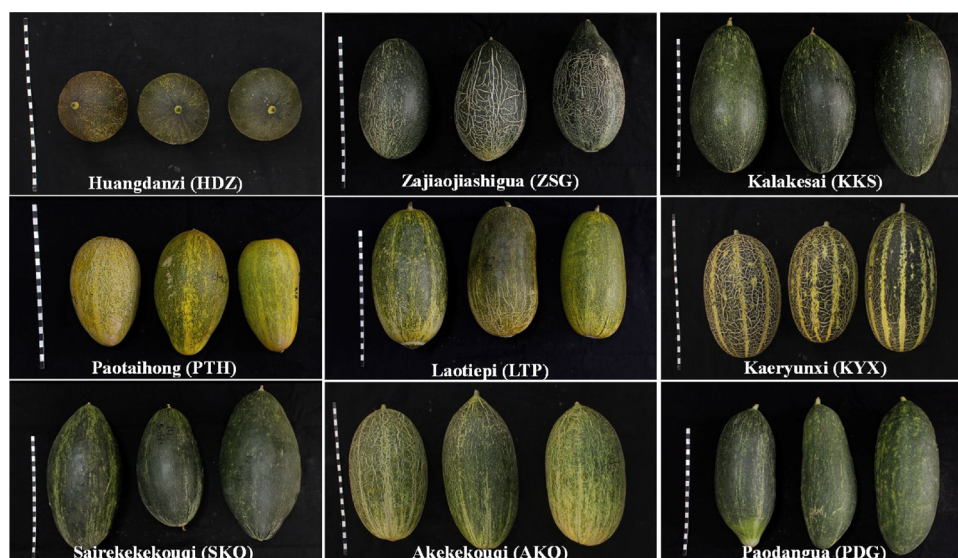 Huangdanzi (HDZ)
Zajiaojiashigua (ZSG)
Kalakesai (KKS)
Paotaihong (PTH)
Laotiepi (LTP)
Kaeryunxi (KYX)
Sairekekekouqi (SKQ)
Akekekouqi (AKQ)
Paodangua (PDG)